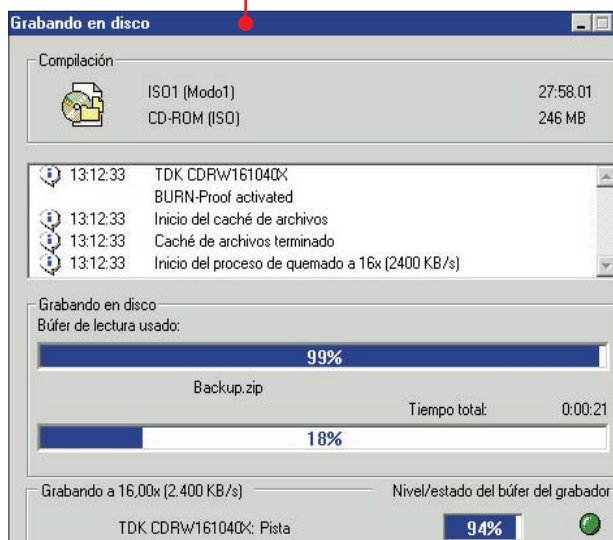 Grabando en disco
Compilación
ISO1 (Modo1) 27:58.01
CD-ROM (ISO) 246 MB
13:12:33 TDK CDRW161040X
BURN-Proof activated
13:12:33 Inicio del caché de archivos
13:12:33 Caché de archivos terminado
13:12:33 Inicio del proceso de quemado a 16x (2400 KB/s)
Grabando en disco
Búfer de lectura usado:
99%
Backup.zip
Tiempo total: 0:00:21
18%
Grabando a 16,00x (2.400 KB/s) Nivel/estado del búfer del grabador
TDK CDRW161040X: Pista 94%